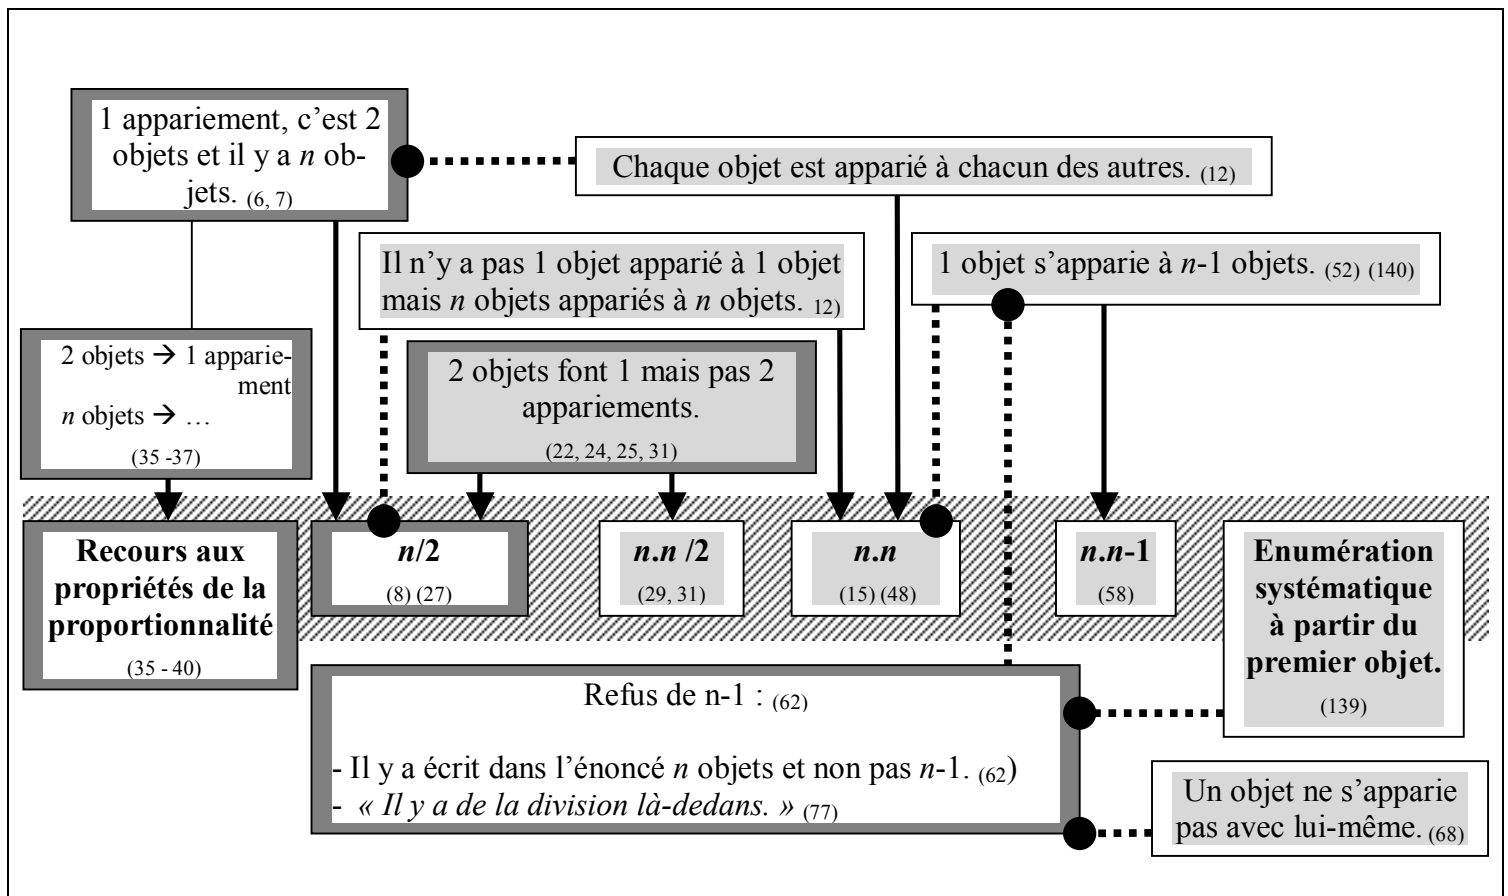 1 appariement, c’est 2
objets et il y a n ob-
jets. (6, 7)
Chaque objet est apparié à chacun des autres. (12)
Il n’y a pas 1 objet apparié à 1 objet
mais n objets appariés à n objets. 12)
1 objet s’apparie à n-1 objets. (52) (140)
2 objets → 1 apparie-
ment
n objets → …
(35 -37)
2 objets font 1 mais pas 2
appariements.
(22, 24, 25, 31)
Recours aux
propriétés de la
proportionnalité
(35 - 40)
n/2
(8) (27)
n.n /2
(29, 31)
n.n
(15) (48)
n.n-1
(58)
Enumération
systématique
à partir du
premier objet.
(139)
Refus de n-1 : (62)
- Il y a écrit dans l’énoncé n objets et non pas n-1. (62)
- « Il y a de la division là-dedans. » (77)
Un objet ne s’apparie
pas avec lui-même. (68)